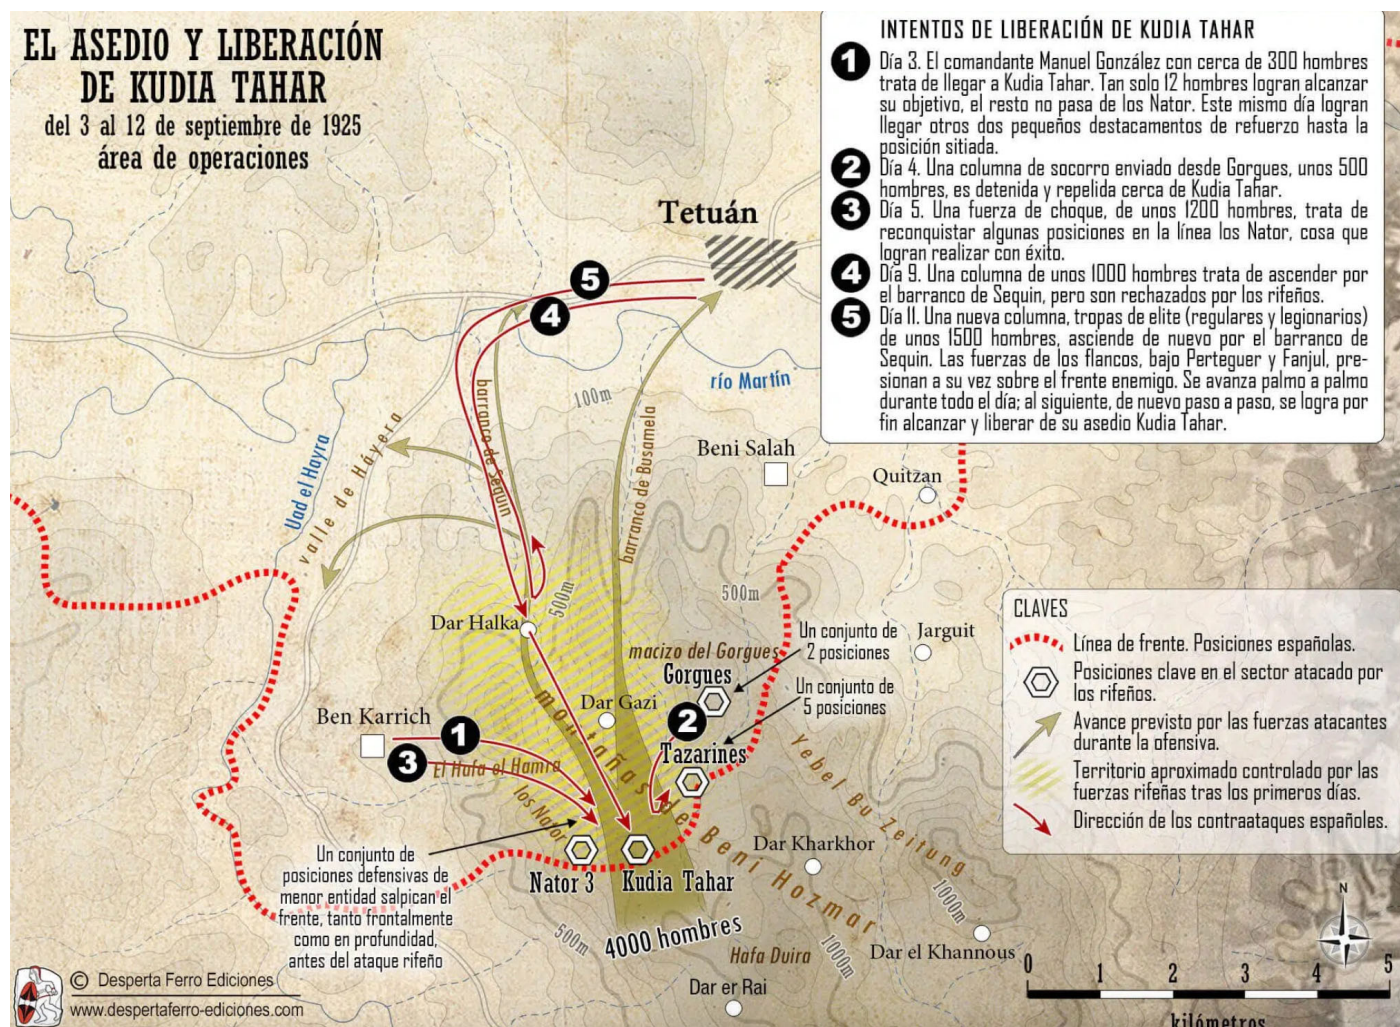 EL ASEDIO Y LIBERACIÓN
DE KUDIA TAHAR
del 3 al 12 de septiembre de 1925
área de operaciones
INTENTOS DE LIBERACIÓN DE KUDIA TAHAR
1 Día 3. El comandante Manuel González con cerca de 300 hombres
trata de llegar a Kudia Tahar. Tan solo 12 hombres logran alcanzar
su objetivo, el resto no pasa de los Nator. Este mismo día logran
llegar otros dos pequeños destacamentos de refuerzo hasta la
posición sitiada.
2 Día 4. Una columna de socorro enviado desde Gorgues, unos 500
hombres, es detenida y repelida cerca de Kudia Tahar.
3 Día 5. Una fuerza de choque, de unos 1200 hombres, trata de
reconquistar algunas posiciones en la línea los Nator, cosa que
logran realizar con éxito.
4 Día 9. Una columna de unos 1000 hombres trata de ascender por
el barranco de Sequin, pero son rechazados por los rifeños.
5 Día 11. Una nueva columna, tropas de elite (regulares y legionarios)
de unos 1500 hombres, asciende de nuevo por el barranco de
Sequin. Las fuerzas de los flancos, bajo Perteguer y Fanjul, pre-
sionan a su vez sobre el frente enemigo. Se avanza palmo a palmo
durante todo el día; al siguiente, de nuevo paso a paso, se logra por
fin alcanzar y liberar de su asedio Kudia Tahar.
Tetuán
5
4
río Martín
100m
barranco de Sequin
barranco de Busamela
Uad el Hayra
valle de Háyera
Beni Salah
Quitzan
500m
500m
Dar Halka
macizo del Gorgues
Un conjunto de
2 posiciones
Jarguit
Gorgues
Un conjunto de
5 posiciones
Dar Gazi
Ben Karrich
1
2
3
Tazarines
El Hafa el Hamra
los Nator
montañas de Beni Hozmar
Yebel Bu Zeitung
Dar Kharkhor
Nator 3
Kudia Tahar
Un conjunto de
posiciones defensivas de
menor entidad salpican el
frente, tanto frontalmente
como en profundidad,
antes del ataque rifeño
500m
4000 hombres
Hafa Duira
1000m
1000m
Dar el Khannous
Dar er Rai
CLAVES
Línea de frente. Posiciones españolas.
Posiciones clave en el sector atacado por
los rifeños.
Avance previsto por las fuerzas atacantes
durante la ofensiva.
Territorio aproximado controlado por las
fuerzas rifeñas tras los primeros días.
Dirección de los contraataques españoles.
N
0 1 2 3 4 5
kilómetros
© Desperta Ferro Ediciones
www.despertaferro-ediciones.com